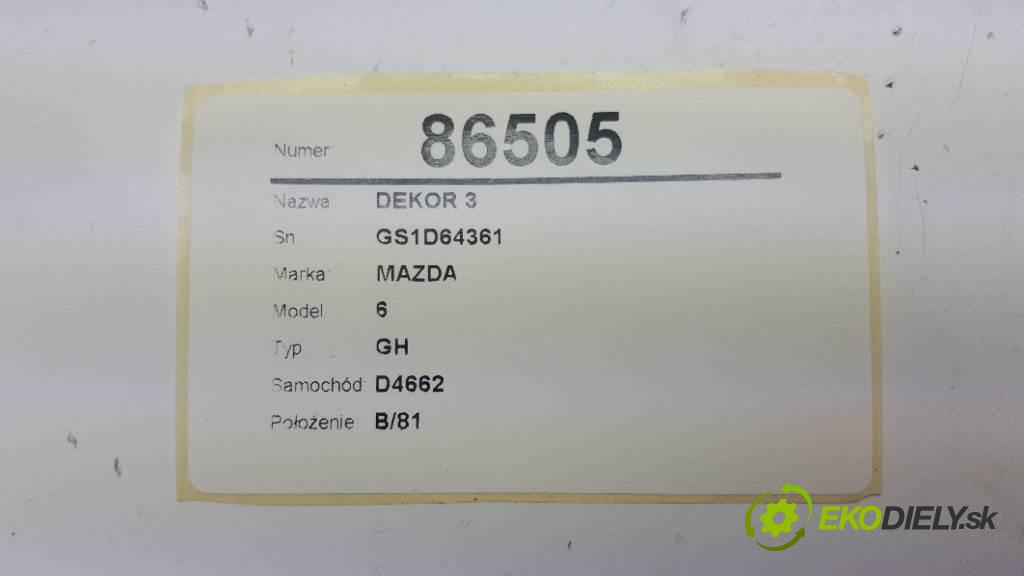 Numer: 86505
Nazwa DEKOR 3
Sn GS1D64361
Marka: MAZDA
Model 6
Typ GH
Samochód: D4662
Położenie: B/81
EKODIELY.sk